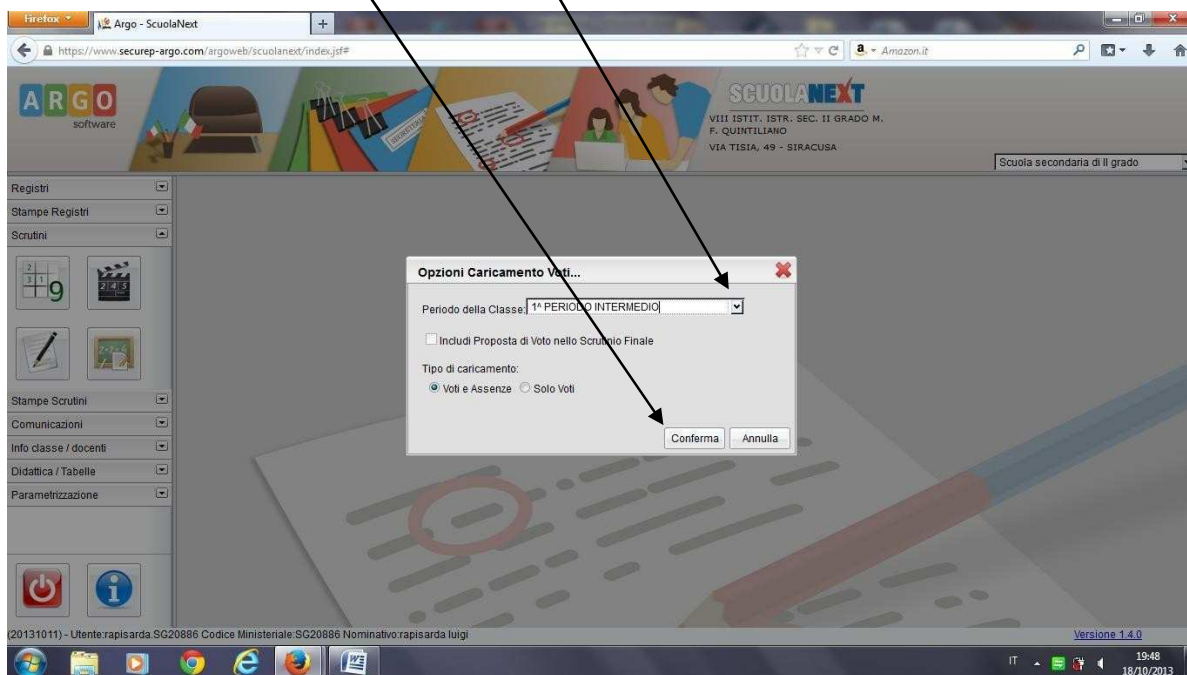 Firefox
Argo - ScuolaNext
https://www.securep-argo.com/argoweb/scuolanext/index.jsf#
Amazon.it
ARGO
software
SEGRETERIA
SCUOLANEXT
VIII ISTIT. ISTR. SEC. II GRADO M.
F. QUINTILIANO
VIA TISIA, 49 - SIRACUSA
Scuola secondaria di II grado
Registri
Stampe Registri
Scrutini
Stampe Scrutini
Comunicazioni
Info classe / docenti
Didattica / Tabelle
Parametrizzazione
Opzioni Caricamento Voti...
Periodo della Classe: 1^ PERIODO INTERMEDIO
Includi Proposta di Voto nello Scrutinio Finale
Tipo di caricamento:
Voti e Assenze Solo Voti
Conferma Annulla
(20131011) - Utente:rapisarda.SG20886 Codice Ministeriale:SG20886 Nominativo:rapisarda luigi
Versione 1.4.0
IT
19:48
18/10/2013